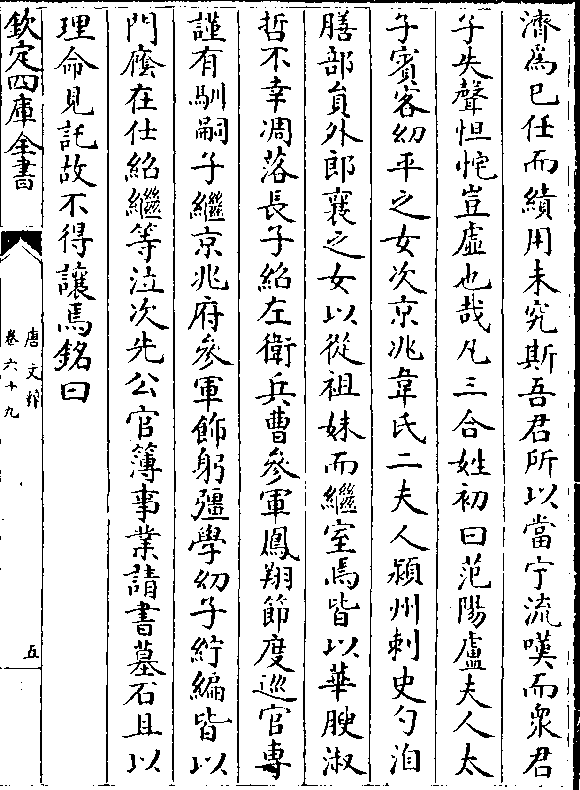 濟爲已任而績用未究斯吾君所以當宁流嘆而衆君
子失聲怛悗豈虛也哉凡三合姓初曰范陽盧夫人太
子賓客幼平之女次京兆韋氏二夫人潁州刺史勺洎
膳部貟外郎襄之女以從祖妹而繼室焉皆以華腴淑
哲不幸凋落長子紹左衛兵曹叅軍鳳翔節度巡官專
謹有馴嗣子繼京兆府叅軍飾躬彊學幼子紵編皆以
門廕在仕紹繼等泣次先公官簿事業請書墓石且以
理命見託故不得讓焉銘曰
欽定四庫全書
唐文粹
卷六十九
五